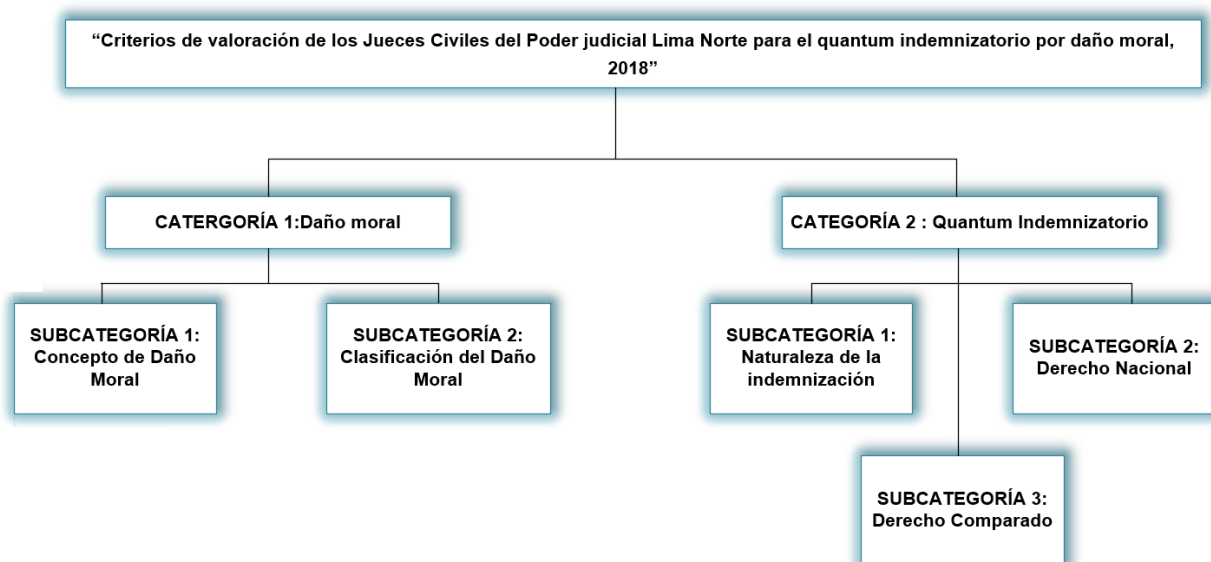 “Criterios de valoración de los Jueces Civiles del Poder judicial Lima Norte para el quantum indemnizatorio por daño moral,
2018”
CATERGORÍA 1:Daño moral
CATEGORÍA 2 : Quantum Indemnizatorio
SUBCATEGORÍA 1:
Concepto de Daño
Moral
SUBCATEGORÍA 2:
Clasificación del Daño
Moral
SUBCATEGORÍA 1:
Naturaleza de la
indemnización
SUBCATEGORÍA 2:
Derecho Nacional
SUBCATEGORÍA 3:
Derecho Comparado